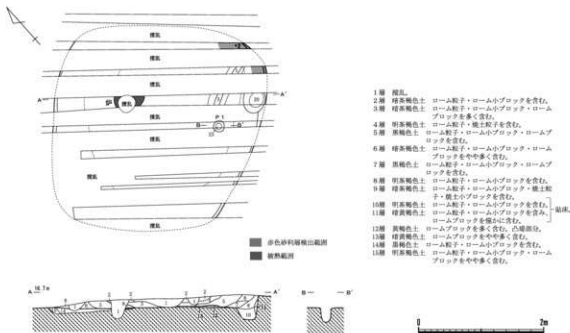 攪乱
攪乱
攪乱
A
A'
攪乱
P 1
B
B'
攪乱
攪乱
攪乱
赤色砂利層検出範囲
被熱範囲
1層 攪乱。
2層 暗茶褐色土 ローム粒子・ローム小ブロックを含む。
3層 暗茶褐色土 ローム粒子・ローム小ブロック・ローム
ブロックを多く含む。
4層 明茶褐色土 ローム粒子・焼土粒子を含む。
5層 黒褐色土 ローム粒子・ローム小ブロック・ロームブ
ロックを含む。
6層 暗茶褐色土 ローム粒子・ローム小ブロック・ローム
ブロックをやや多く含む。
7層 黒褐色土 ローム粒子・ローム小ブロック・ロームブ
ロックを含む。
8層 明茶褐色土 ローム粒子・ローム小ブロックを含む。
9層 暗茶褐色土 ローム粒子・ローム小ブロック・焼土粒
子・焼土小ブロックを含む。
10層 明茶褐色土 ローム粒子・ローム小ブロックを含む。
11層 暗黄褐色土 ローム粒子・ローム小ブロックを含み、
ロームブロックを僅かに含む。
貼床。
12層 黄褐色土 ロームブロックを多く含む。凸堤部分。
13層 暗黄褐色土 ロームブロックをやや多く含む。
14層 黒褐色土 ローム粒子・ローム小ブロックを含む。
15層 明茶褐色土 ローム粒子・ローム小ブロック・ローム
ブロックをやや多く含む。
A 16.7m
A'
B
B'
0
2m